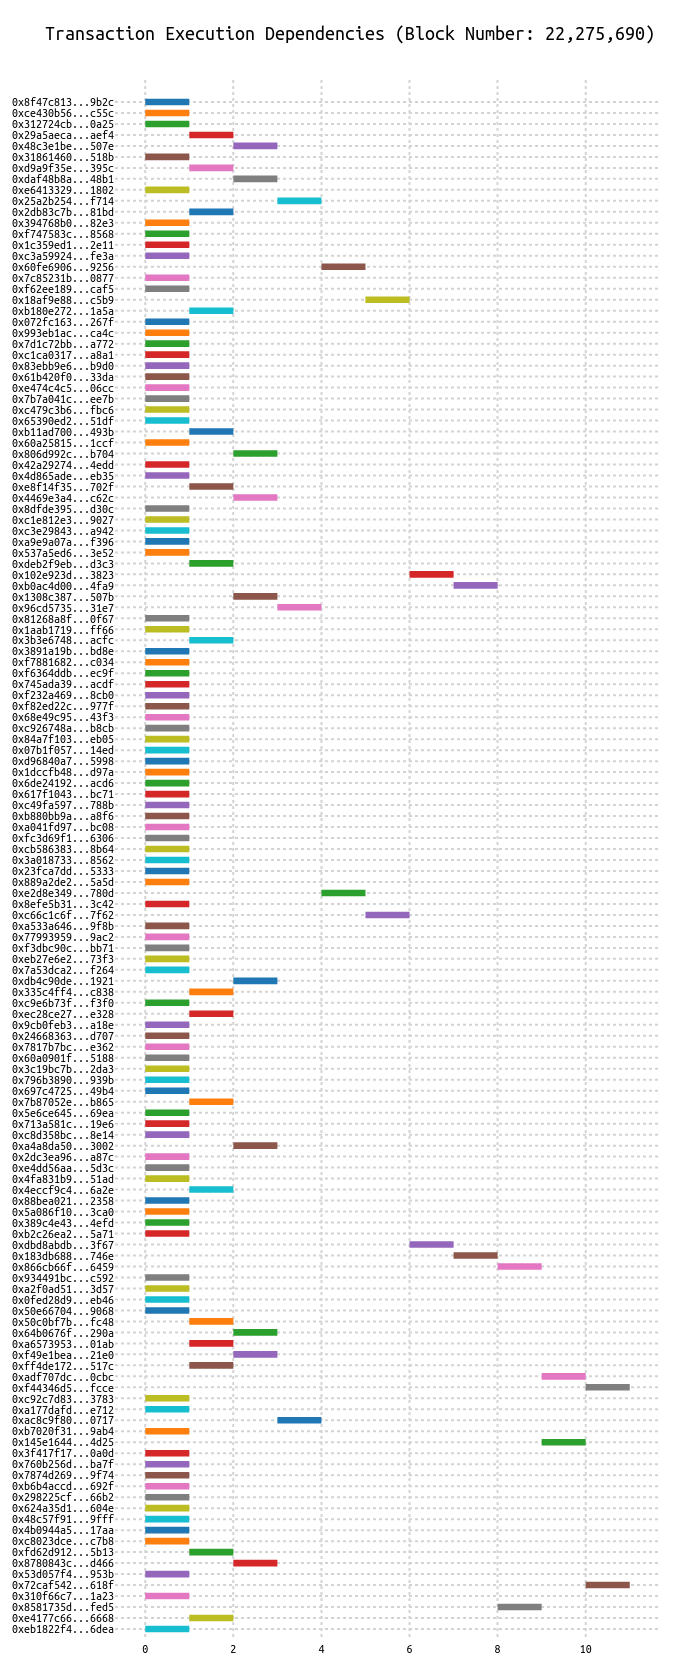 Transaction Execution Dependencies (Block Number: 22,275,690)
0x8f47c813...9b2c
0xce430b56...c55c
0x312724cb...0a25
0x29a5aeca...aef4
0x48c3e1be...507e
0x31861460...518b
0xd9a9f35e...395c
0xdaf48b8a...48b1
0xe6413329...1802
0x25a2b254...f714
0x2db83c7b...81bd
0x394768b0...82e3
0xf747583c...8568
0x1c359ed1...2e11
0xc3a59924...fe3a
0x60fe6906...9256
0x7c85231b...0877
0xf62ee189...caf5
0x18af9e88...c5b9
0xb180e272...1a5a
0x072fc163...267f
0x993eb1ac...ca4c
0x7d1c72bb...a772
0xc1ca0317...a8a1
0x83ebb9e6...b9d0
0x61b420f0...33da
0xe474c4c5...06cc
0x7b7a041c...ee7b
0xc479c3b6...fbc6
0x65390ed2...51df
0xb11ad700...493b
0x60a25815...1ccf
0x806d992c...b704
0x42a29274...4edd
0x4d865ade...eb35
0xe8f14f35...702f
0x4469e3a4...c62c
0x8dfde395...d30c
0xc1e812e3...9027
0xc3e29843...a942
0xa9e9a07a...f396
0x537a5ed6...3e52
0xdeb2f9eb...d3c3
0x102e923d...3823
0xb0ac4d00...4fa9
0x1308c387...507b
0x96cd5735...31e7
0x81268a8f...0f67
0x1aab1719...ff66
0x3b3e6748...acfc
0x3891a19b...bd8e
0xf7881682...c034
0xf6364ddb...ec9f
0x745ada39...acdf
0xf232a469...8cb0
0xf82ed22c...977f
0x68e49c95...43f3
0xc926748a...b8cb
0x84a7f103...eb05
0x07b1f057...14ed
0xd96840a7...5998
0x1dccfb48...d97a
0x6de24192...acd6
0x617f1043...bc71
0xc49fa597...788b
0xb880bb9a...a8f6
0xa041fd97...bc08
0xfc3d69f1...6306
0xcb586383...8b64
0x3a018733...8562
0x23fca7dd...5333
0x889a2de2...5a5d
0xe2d8e349...780d
0x8efe5b31...3c42
0xc66c1c6f...7f62
0xa533a646...9f8b
0x77993959...9ac2
0xf3dbc90c...bb71
0xeb27e6e2...73f3
0x7a53dca2...f264
0xdb4c90de...1921
0x335c4ff4...c838
0xc9e6b73f...f3f0
0xec28ce27...e328
0x9cb0feb3...a18e
0x24668363...d707
0x7817b7bc...e362
0x60a0901f...5188
0x3c19bc7b...2da3
0x796b3890...939b
0x697c4725...49b4
0x7b87052e...b865
0x5e6ce645...69ea
0x713a581c...19e6
0xc8d358bc...8e14
0xa4a8da50...3002
0x2dc3ea96...a87c
0xe4dd56aa...5d3c
0x4fa831b9...51ad
0x4eccf9c4...6a2e
0x88bea021...2358
0x5a086f10...3ca0
0x389c4e43...4efd
0xb2c26ea2...5a71
0xdbd8abdb...3f67
0x183db688...746e
0x866cb66f...6459
0x934491bc...c592
0xa2f0ad51...3d57
0x0fed28d9...eb46
0x50e66704...9068
0x50c0bf7b...fc48
0x64b0676f...290a
0xa6573953...01ab
0xf49e1bea...21e0
0xff4de172...517c
0xadf707dc...0cbc
0xf44346d5...fcce
0xc92c7d83...3783
0xa177dafd...e712
0xac8c9f80...0717
0xb7020f31...9ab4
0x145e1644...4d25
0x3f417f17...0a0d
0x760b256d...ba7f
0x7874d269...9f74
0xb6b4accd...692f
0x298225cf...66b2
0x624a35d1...604e
0x48c57f91...9fff
0x4b0944a5...17aa
0xc8023dce...c7b8
0xfd62d912...5b13
0x8780843c...d466
0x53d057f4...953b
0x72caf542...618f
0x310f66c7...1a23
0x8581735d...fed5
0xe4177c66...6668
0xeb1822f4...6dea
0 2 4 6 8 10